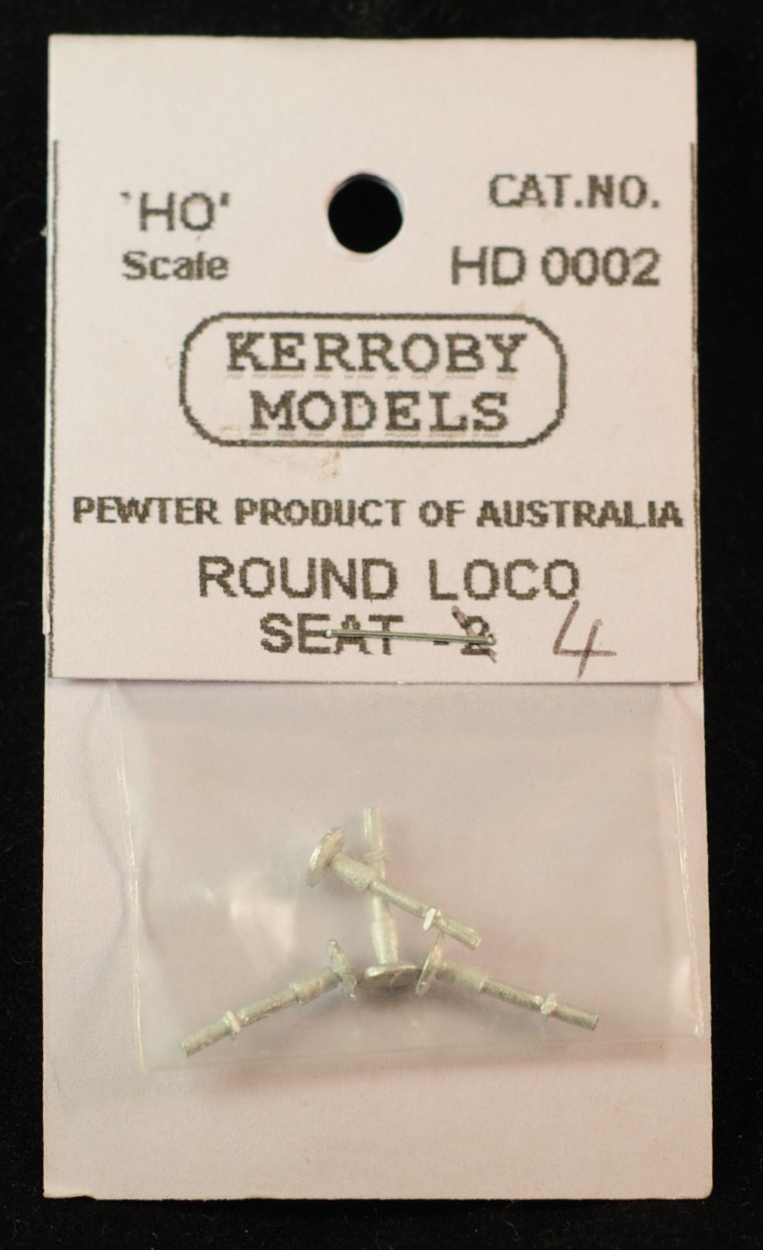 'HO'
Scale
CAT.NO.
HD 0002
KERROBY
MODELS
PEWTER PRODUCT OF AUSTRALIA
ROUND LOCO
SEAT -2 4